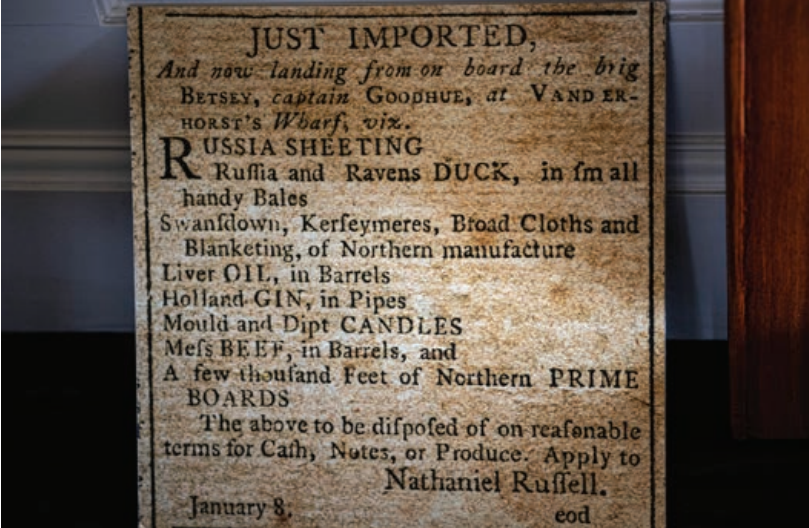 JUST IMPORTED,
And now landing from on board the brig
BETSEY, captain GOODHUE, at VANDER-
HORST'S Wharf, viz.
RUSSIA SHEETING
Ruſſia and Ravens DUCK, in ſmall
handy Bales
Swanſdown, Kerſeymeres, Broad Cloths and
Blanketing, of Northern manufacture
Liver OIL, in Barrels
Holland GIN, in Pipes
Mould and Dipt CANDLES
Meſs BEEF, in Barrels, and
A few thouſand Feet of Northern PRIME
BOARDS
The above to be diſpoſed of on reaſonable
terms for Caſh, Notes, or Produce. Apply to
Nathaniel Ruſſell.
January 8. eod